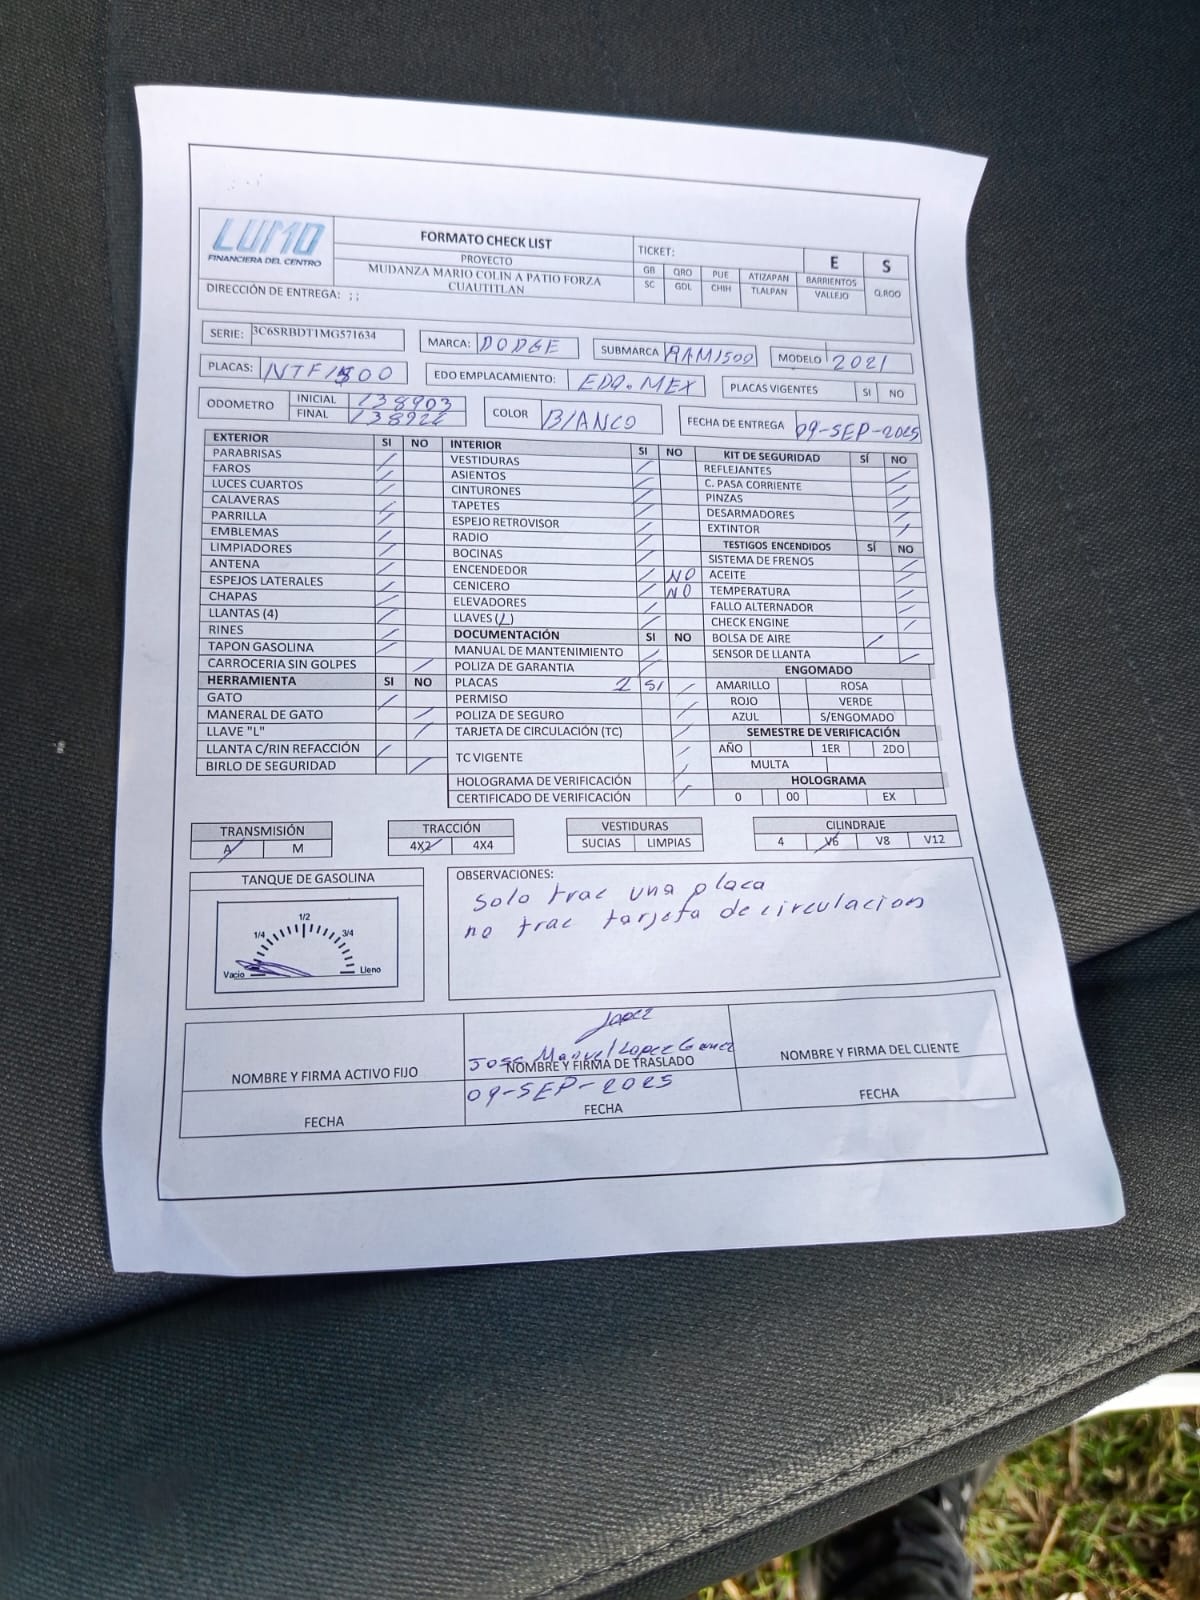 LUMO
FINANCIERA DEL CENTRO
FORMATO CHECK LIST
PROYECTO
MUDANZA MARIO COLIN A PATIO FORZA
CUAUTITLAN
TICKET: E S
GB QRO PUE ATIZAPAN BARRIENTOS Q.ROO
SC GDL CHIH TLALPAN VALLEJO
DIRECCIÓN DE ENTREGA: ; ;
SERIE: 3C6SRBDT1MG571634 MARCA: DODGE SUBMARCA RAM1500 MODELO 2021
PLACAS: EDO EMPLACAMIENTO: EDO. MEX PLACAS VIGENTES SI NO
ODOMETRO INICIAL 138903 COLOR BLANCO FECHA DE ENTREGA 09-SEP-2025
FINAL
EXTERIOR SI NO
PARABRISAS
FAROS
LUCES CUARTOS
CALAVERAS
PARRILLA
EMBLEMAS
LIMPIADORES
ANTENA
ESPEJOS LATERALES
CHAPAS
LLANTAS (4)
RINES
TAPON GASOLINA
CARROCERIA SIN GOLPES
HERRAMIENTA SI NO
GATO
MANERAL DE GATO
LLAVE "L"
LLANTA C/RIN REFACCIÓN
BIRLO DE SEGURIDAD
INTERIOR SI NO
VESTIDURAS
ASIENTOS
CINTURONES
TAPETES
ESPEJO RETROVISOR
RADIO
BOCINAS
ENCENDEDOR NO
CENICERO NO
ELEVADORES
LLAVES
DOCUMENTACIÓN SI NO
MANUAL DE MANTENIMIENTO
POLIZA DE GARANTIA
PLACAS SI
PERMISO
POLIZA DE SEGURO
TARJETA DE CIRCULACIÓN (TC)
TC VIGENTE
HOLOGRAMA DE VERIFICACIÓN
CERTIFICADO DE VERIFICACIÓN
KIT DE SEGURIDAD SÍ NO
REFLEJANTES
C. PASA CORRIENTE
PINZAS
DESARMADORES
EXTINTOR
TESTIGOS ENCENDIDOS SÍ NO
SISTEMA DE FRENOS
ACEITE
TEMPERATURA
FALLO ALTERNADOR
CHECK ENGINE
BOLSA DE AIRE
SENSOR DE LLANTA
ENGOMADO
AMARILLO ROSA
ROJO VERDE
AZUL S/ENGOMADO
SEMESTRE DE VERIFICACIÓN
AÑO 1ER 2DO
MULTA
HOLOGRAMA
0 00 EX
TRANSMISIÓN
A M
TRACCIÓN
4X2 4X4
VESTIDURAS
SUCIAS LIMPIAS
CILINDRAJE
4 V6 V8 V12
TANQUE DE GASOLINA
1/2
1/4 3/4
Vacio Lleno
OBSERVACIONES:
solo trae una placa
no trae tarjeta de circulacion
Lopez
Jose Manuel Lopez Gomez
NOMBRE Y FIRMA ACTIVO FIJO NOMBRE Y FIRMA DE TRASLADO NOMBRE Y FIRMA DEL CLIENTE
09-SEP-2025
FECHA FECHA FECHA